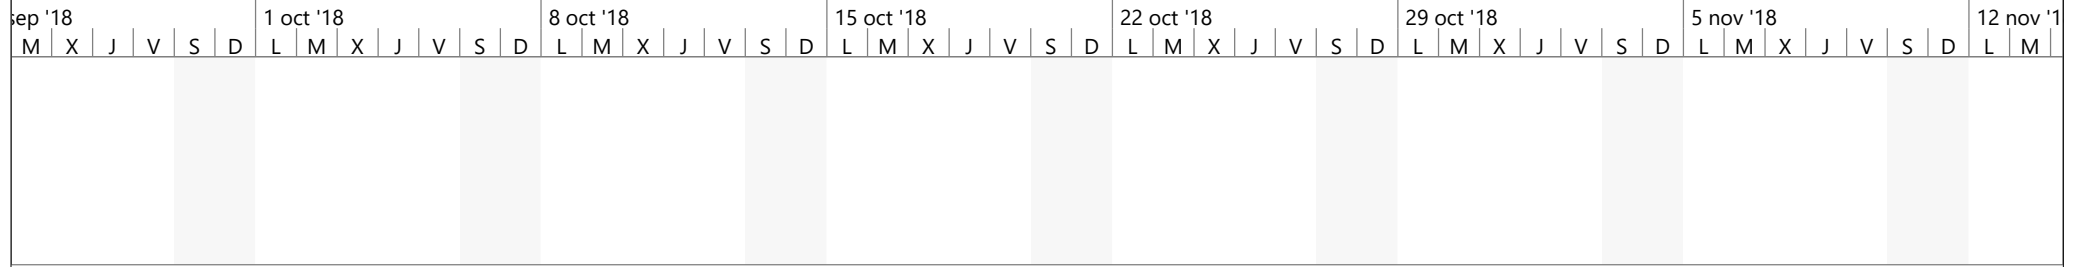 sep '18 1 oct '18 8 oct '18 15 oct '18 22 oct '18 29 oct '18 5 nov '18 12 nov '1
M X J V S D L M X J V S D L M X J V S D L M X J V S D L M X J V S D L M X J V S D L M X J V S D L M